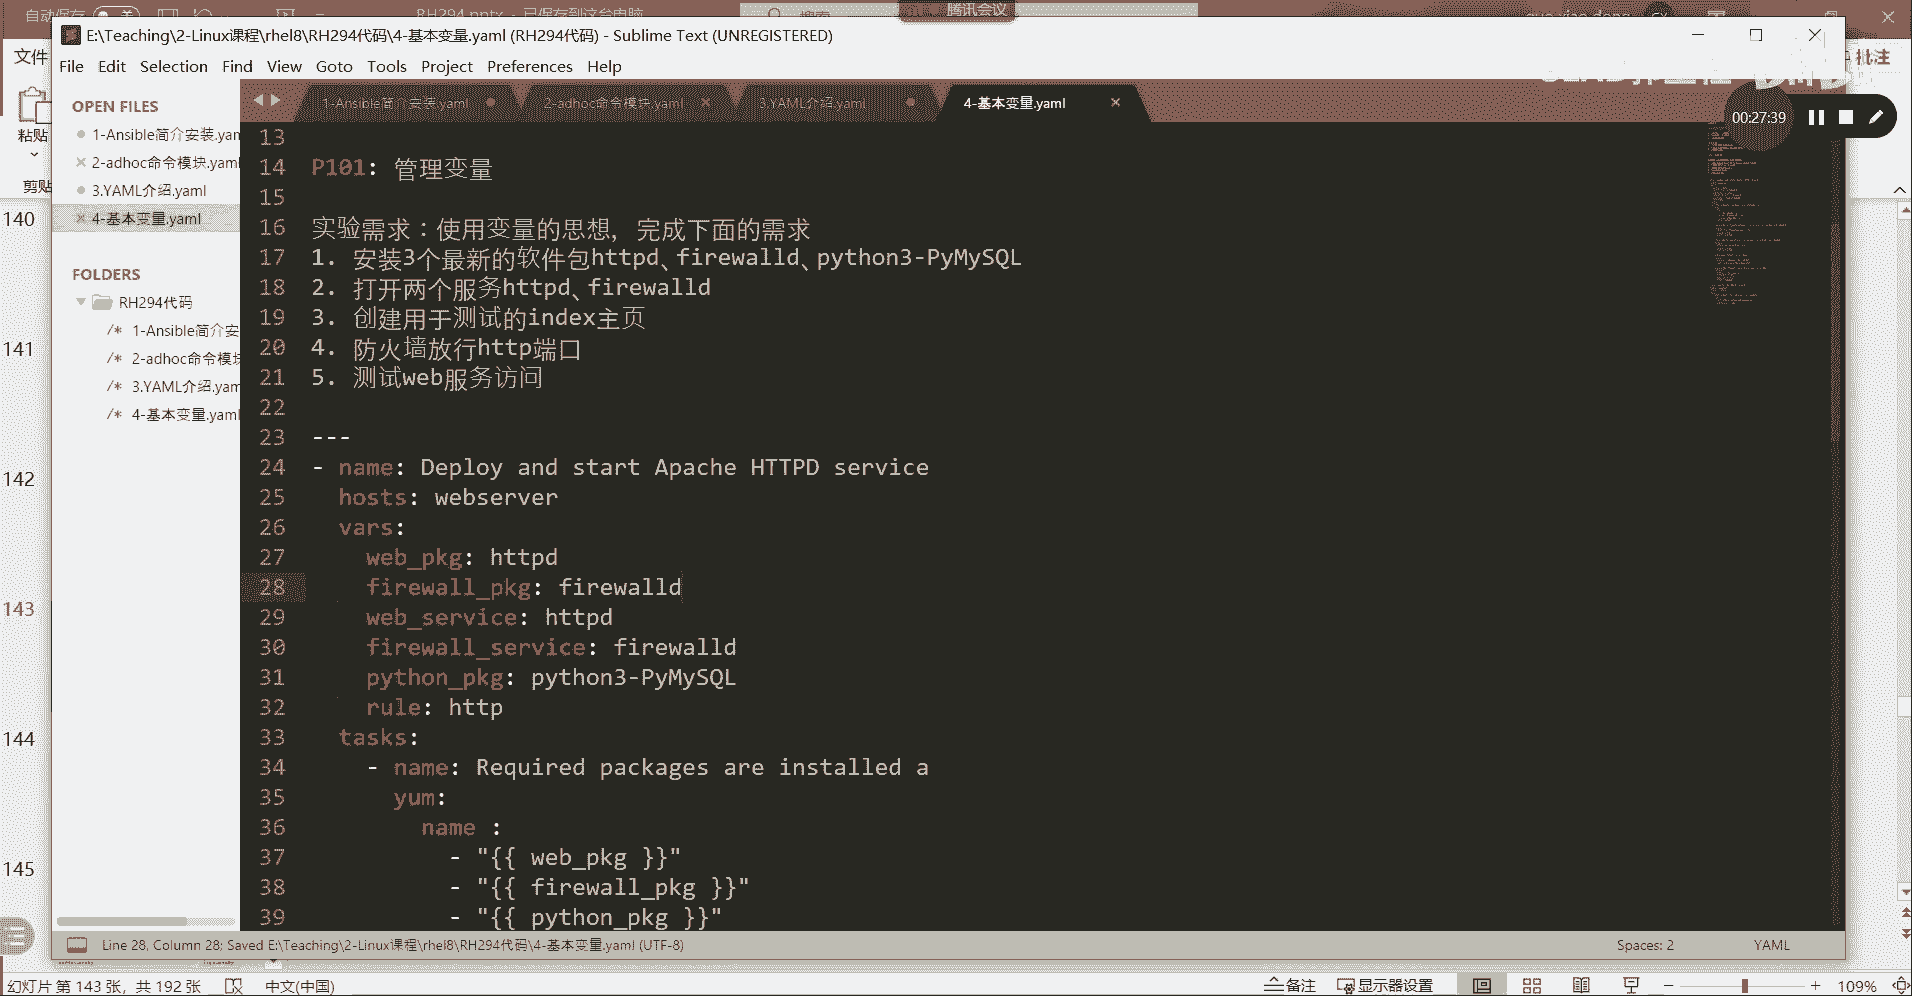 自动保存
RH294.pptx - 已保存到这台电脑
搜索
腾讯会议
E:\Teaching\2-Linux课程\rhel8\RH294代码\4-基本变量.yaml (RH294代码) - Sublime Text (UNREGISTERED)
文件
批注
File Edit Selection Find View Goto Tools Project Preferences Help
粘贴
剪贴
00:27:39
OPEN FILES
1-Ansible简介安装.yam
2-adhoc命令模块.yaml
3.YAML介绍.yaml
4-基本变量.yaml
FOLDERS
RH294代码
/* 1-Ansible简介安
/* 2-adhoc命令模块
/* 3.YAML介绍.yam
/* 4-基本变量.yaml
1-Ansible简介安装.yaml
2-adhoc命令模块.yaml
3.YAML介绍.yaml
4-基本变量.yaml
13
14 P101: 管理变量
15
16 实验需求：使用变量的思想，完成下面的需求
17 1. 安装3个最新的软件包httpd、firewalld、python3-PyMySQL
18 2. 打开两个服务httpd、firewalld
19 3. 创建用于测试的index主页
20 4. 防火墙放行http端口
21 5. 测试web服务访问
22
23 ---
24 - name: Deploy and start Apache HTTPD service
25 hosts: webserver
26 vars:
27 web_pkg: httpd
28 firewall_pkg: firewalld
29 web_service: httpd
30 firewall_service: firewalld
31 python_pkg: python3-PyMySQL
32 rule: http
33 tasks:
34 - name: Required packages are installed a
35 yum:
36 name :
37 - "{{ web_pkg }}"
38 - "{{ firewall_pkg }}"
39 - "{{ python_pkg }}"
140
141
142
143
144
145
Line 28, Column 28; Saved E:\Teaching\2-Linux课程\rhel8\RH294代码\4-基本变量.yaml (UTF-8)
Spaces: 2
YAML
幻灯片 第 143 张，共 192 张
中文(中国)
备注
显示器设置
109%